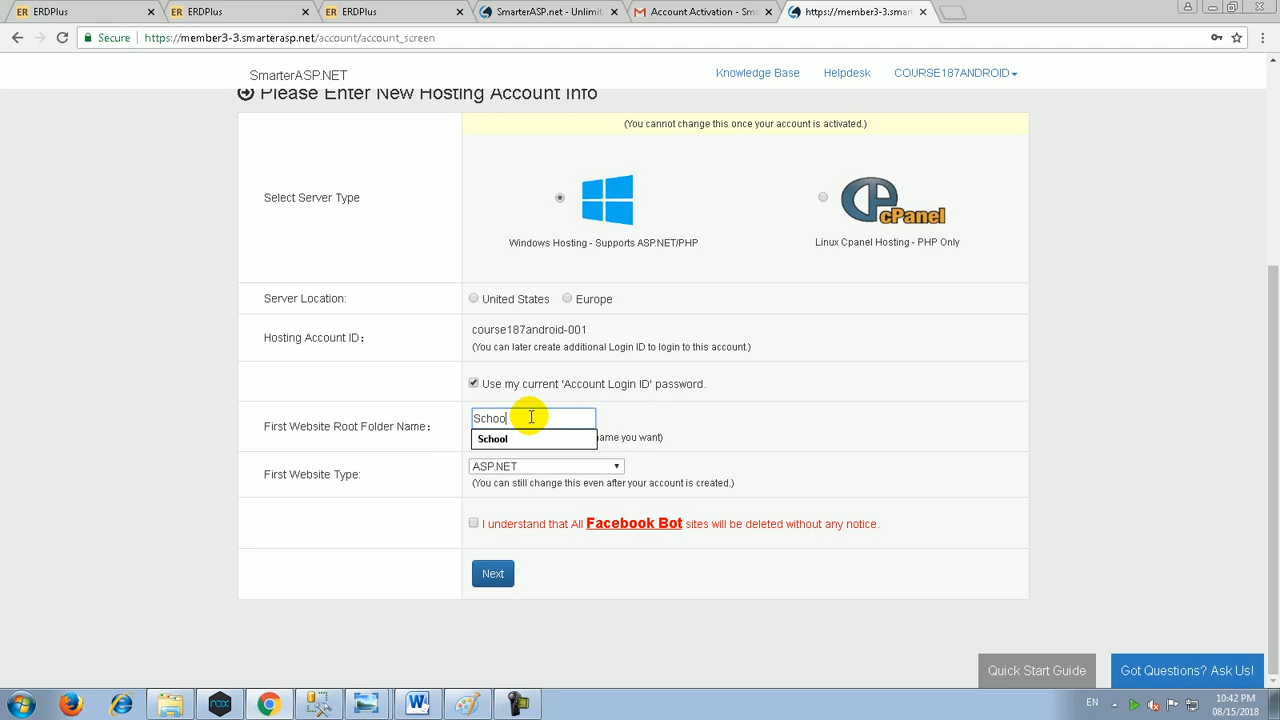 ERDPlus
ERDPlus
ERDPlus
SmarterASP.net - Unlimit
Account Activation - Sm
https://member3-3.smar
Secure
https://member3-3.smarterasp.net/account/account_screen
SmarterASP.NET
Knowledge Base
Helpdesk
COURSE187ANDROID
Please Enter New Hosting Account Info
(You cannot change this once your account is activated.)
Select Server Type
cPanel
Windows Hosting - Supports ASP.NET/PHP
Linux Cpanel Hosting - PHP Only
Server Location:
United States
Europe
Hosting Account ID:
course187android-001
(You can later create additional Login ID to login to this account.)
Use my current 'Account Login ID' password.
First Website Root Folder Name:
Schoo
School
name you want)
First Website Type:
ASP.NET
(You can still change this even after your account is created.)
I understand that All Facebook Bot sites will be deleted without any notice.
Next
Quick Start Guide
Got Questions? Ask Us!
EN
10:42 PM
08/15/2018